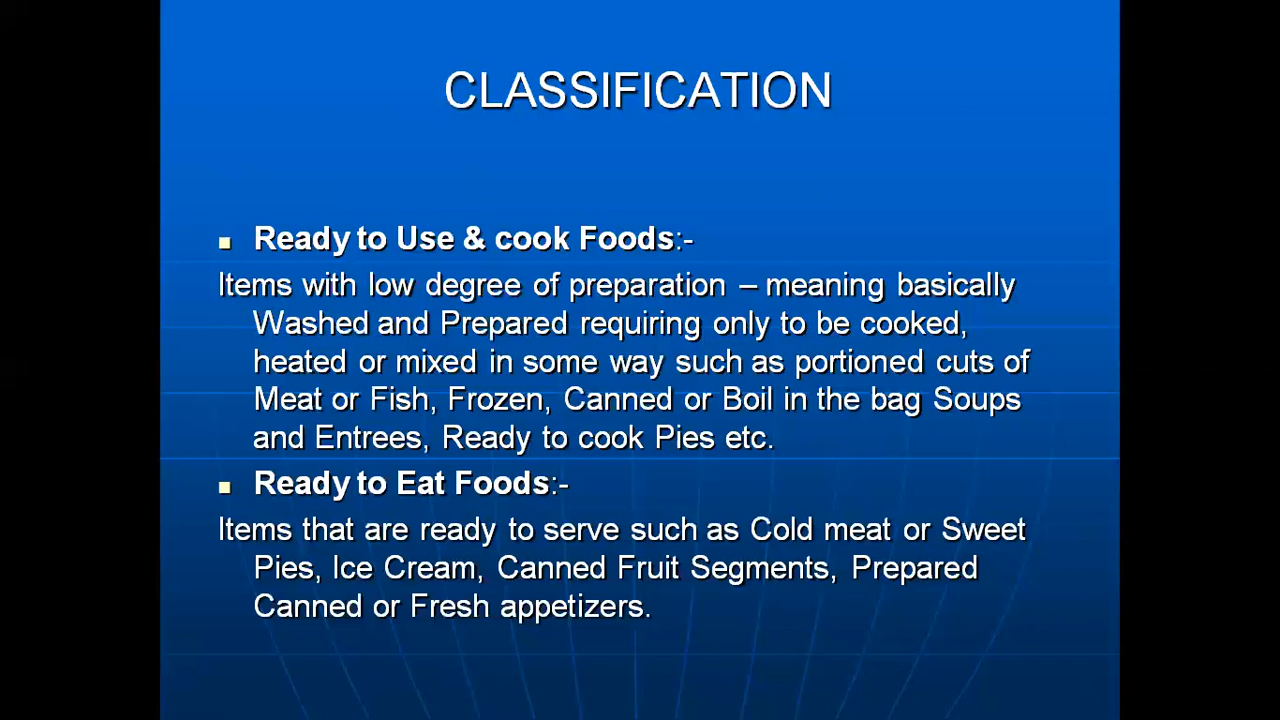 CLASSIFICATION
Ready to Use & cook Foods:-
Items with low degree of preparation – meaning basically
Washed and Prepared requiring only to be cooked,
heated or mixed in some way such as portioned cuts of
Meat or Fish, Frozen, Canned or Boil in the bag Soups
and Entrees, Ready to cook Pies etc.
Ready to Eat Foods:-
Items that are ready to serve such as Cold meat or Sweet
Pies, Ice Cream, Canned Fruit Segments, Prepared
Canned or Fresh appetizers.